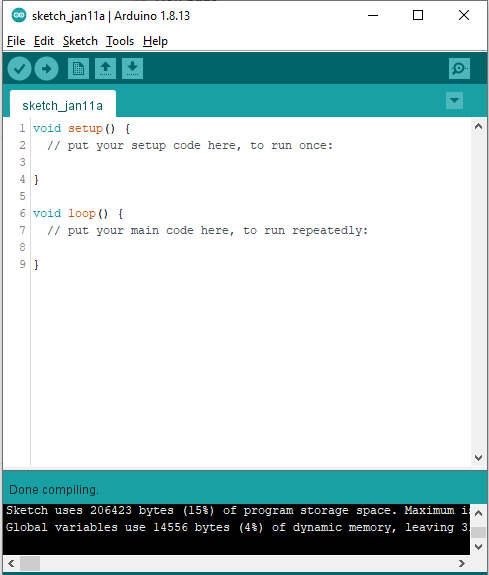 sketch_jan11a | Arduino 1.8.13
File Edit Sketch Tools Help
sketch_jan11a
1 void setup() {
2 // put your setup code here, to run once:
3
4 }
5
6 void loop() {
7 // put your main code here, to run repeatedly:
8
9 }
Done compiling.
Sketch uses 206423 bytes (15%) of program storage space. Maximum
Global variables use 14556 bytes (4%) of dynamic memory, leaving